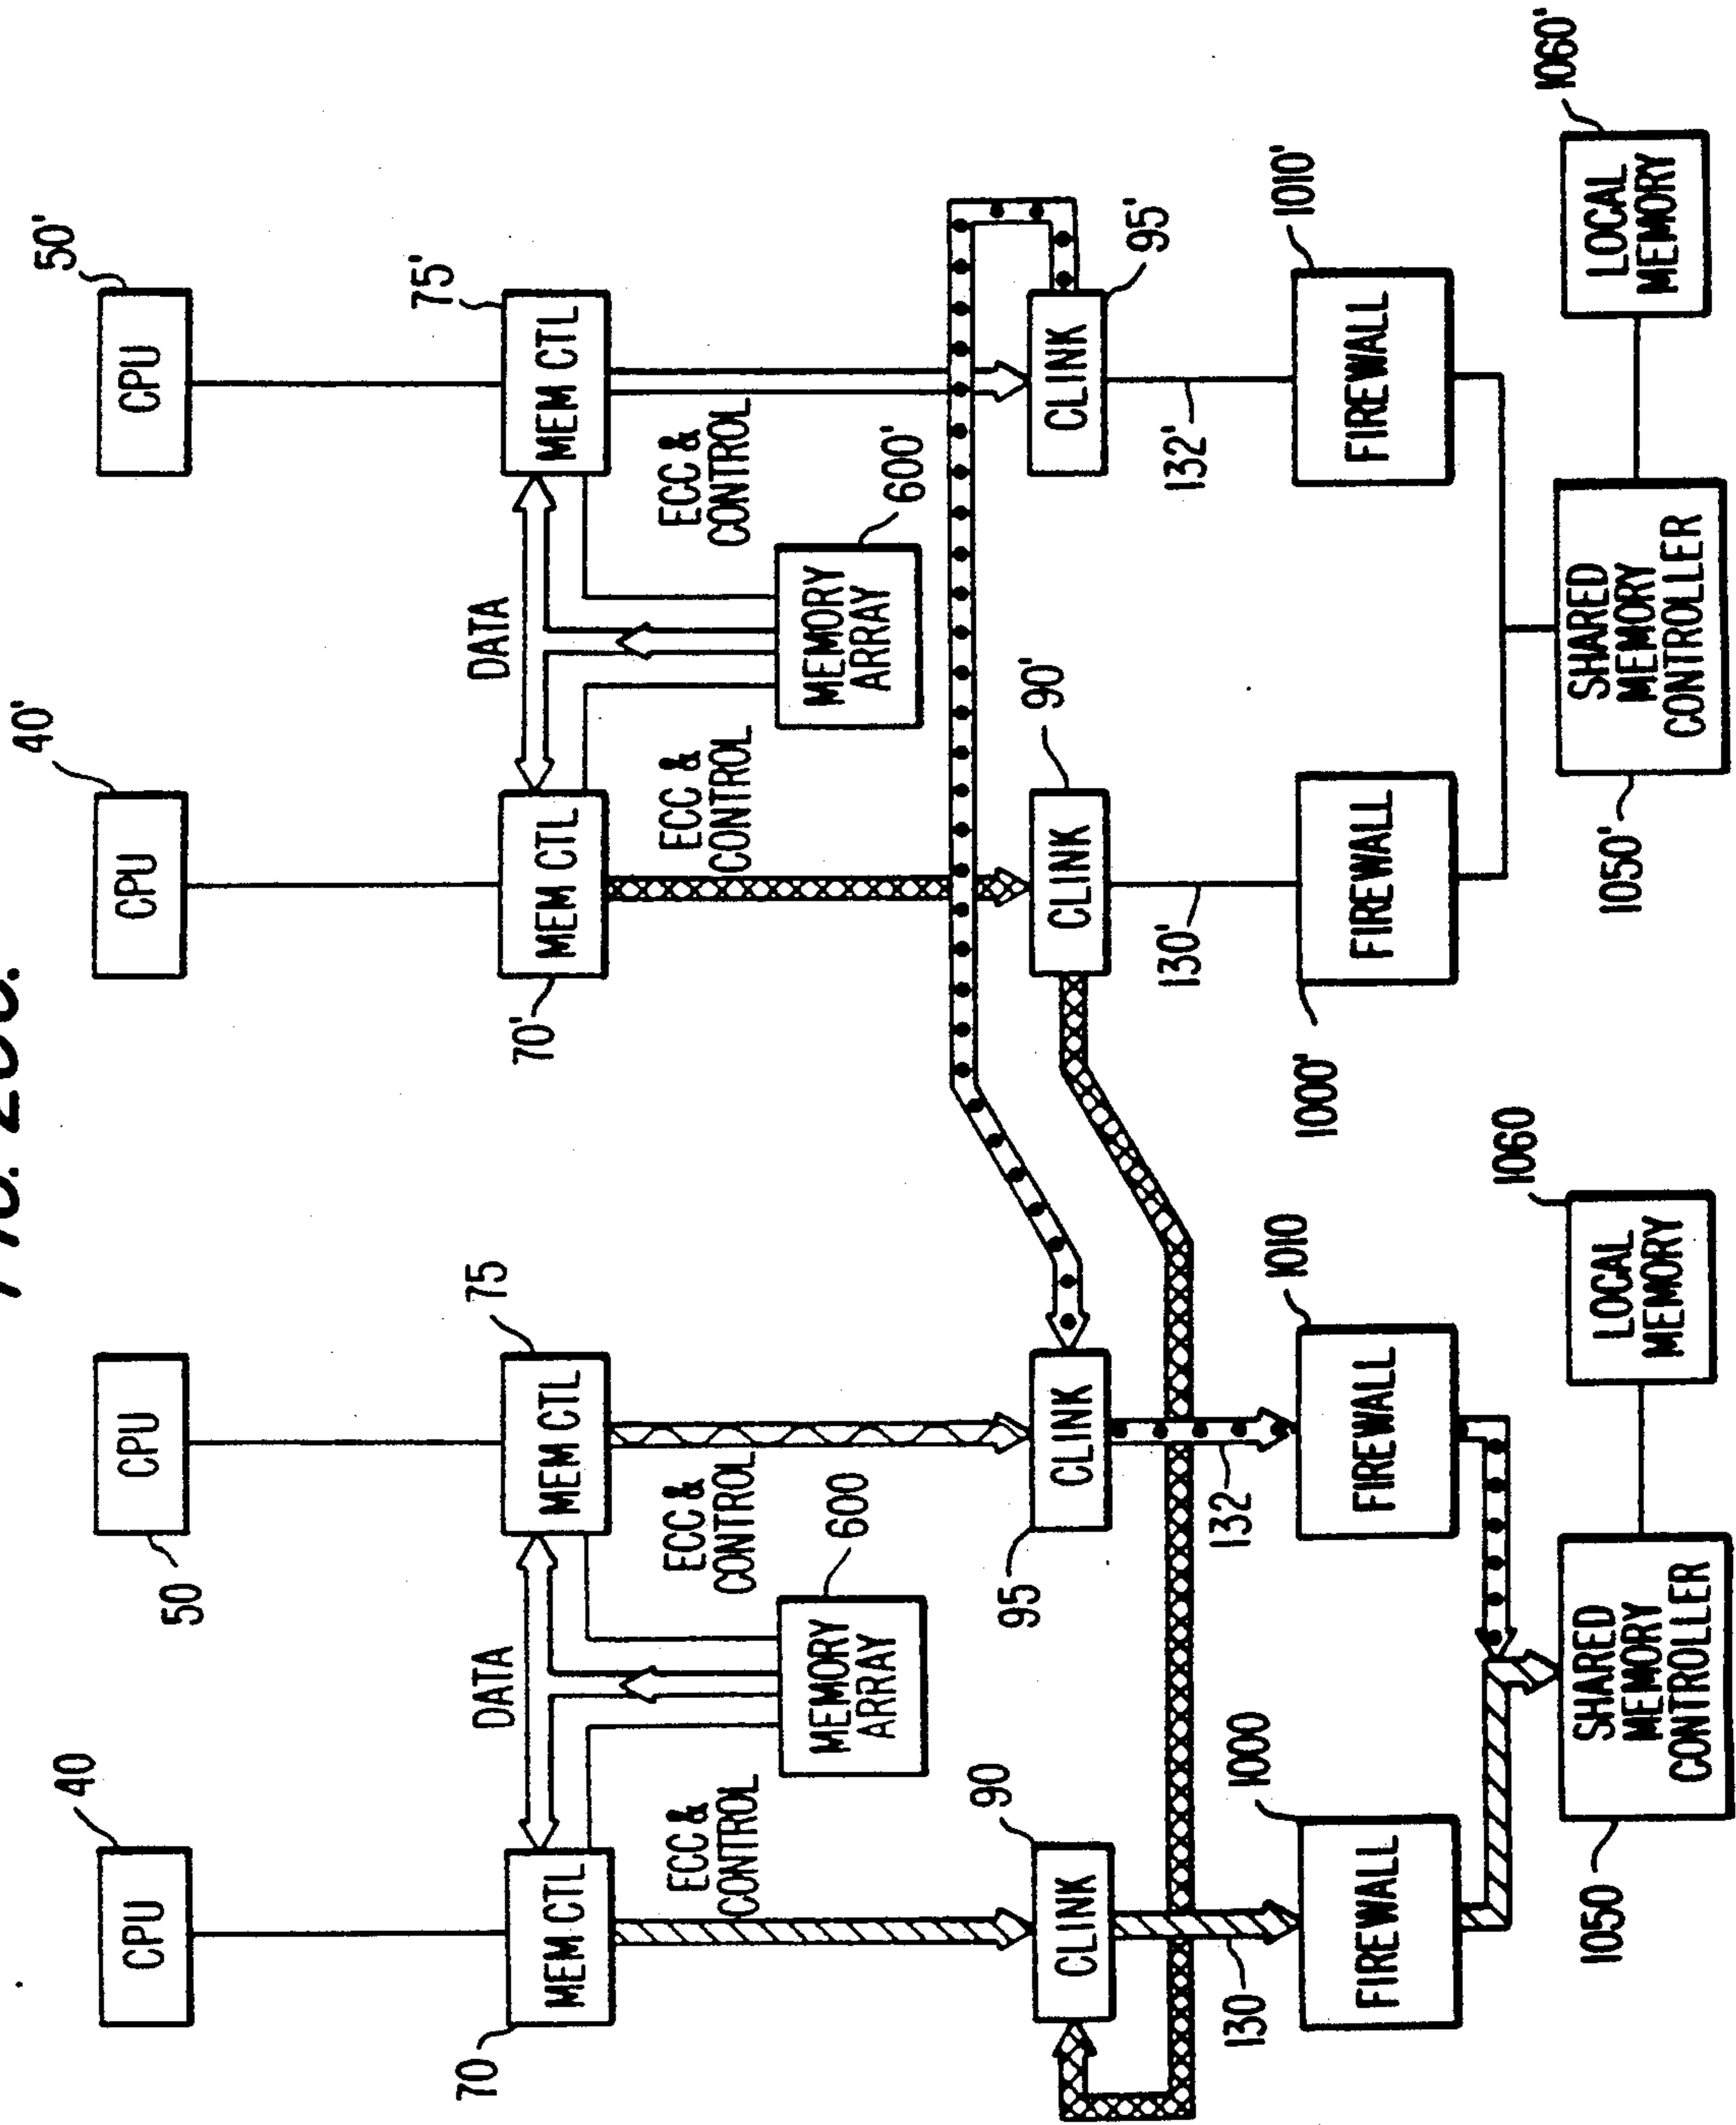 40
CPU
50
CPU
40'
CPU
50'
CPU
70
MEM CTL
DATA
75
MEM CTL
70'
MEM CTL
DATA
75'
MEM CTL
ECC &
CONTROL
ECC &
CONTROL
ECC &
CONTROL
ECC &
CONTROL
600
MEMORY
ARRAY
600'
MEMORY
ARRAY
90
CLINK
95
CLINK
90'
CLINK
95'
CLINK
130
132
130'
132'
1000
FIREWALL
1010
FIREWALL
1000'
FIREWALL
1010'
FIREWALL
1050
SHARED
MEMORY
CONTROLLER
1060
LOCAL
MEMORY
1050'
SHARED
MEMORY
CONTROLLER
1060'
LOCAL
MEMORY